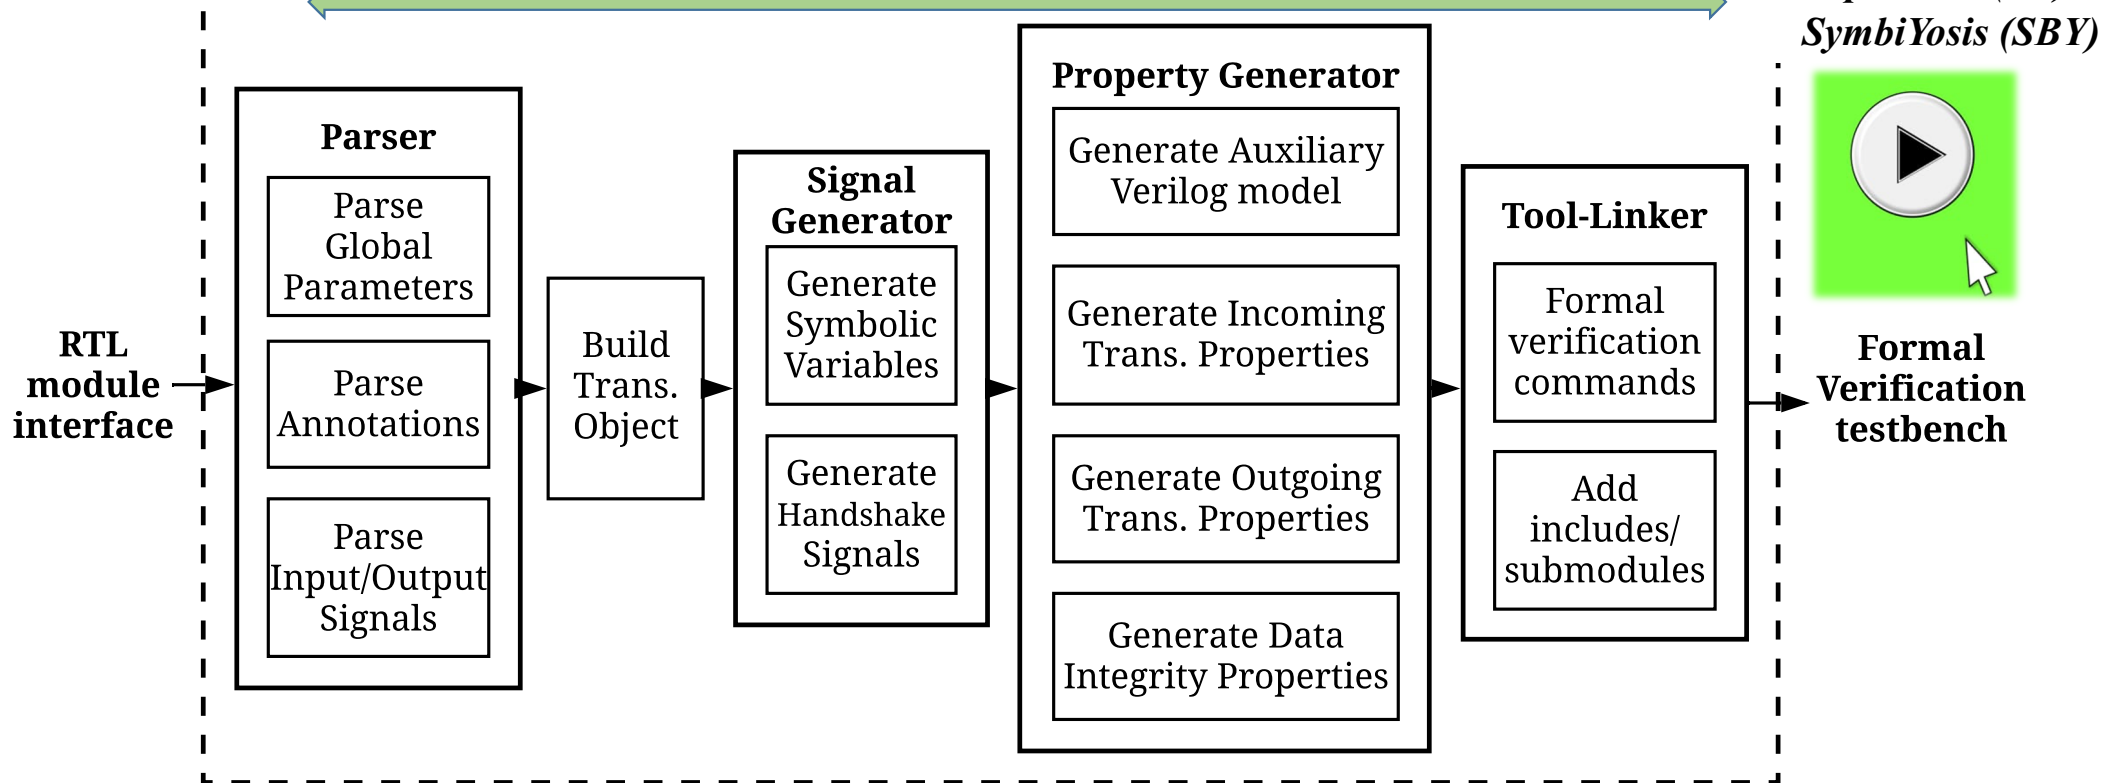 SymbiYosis (SBY)
RTL
module
interface
Parser
Parse
Global
Parameters
Parse
Annotations
Parse
Input/Output
Signals
Build
Trans.
Object
Signal
Generator
Generate
Symbolic
Variables
Generate
Handshake
Signals
Property Generator
Generate Auxiliary
Verilog model
Generate Incoming
Trans. Properties
Generate Outgoing
Trans. Properties
Generate Data
Integrity Properties
Tool-Linker
Formal
verification
commands
Add
includes/
submodules
Formal
Verification
testbench